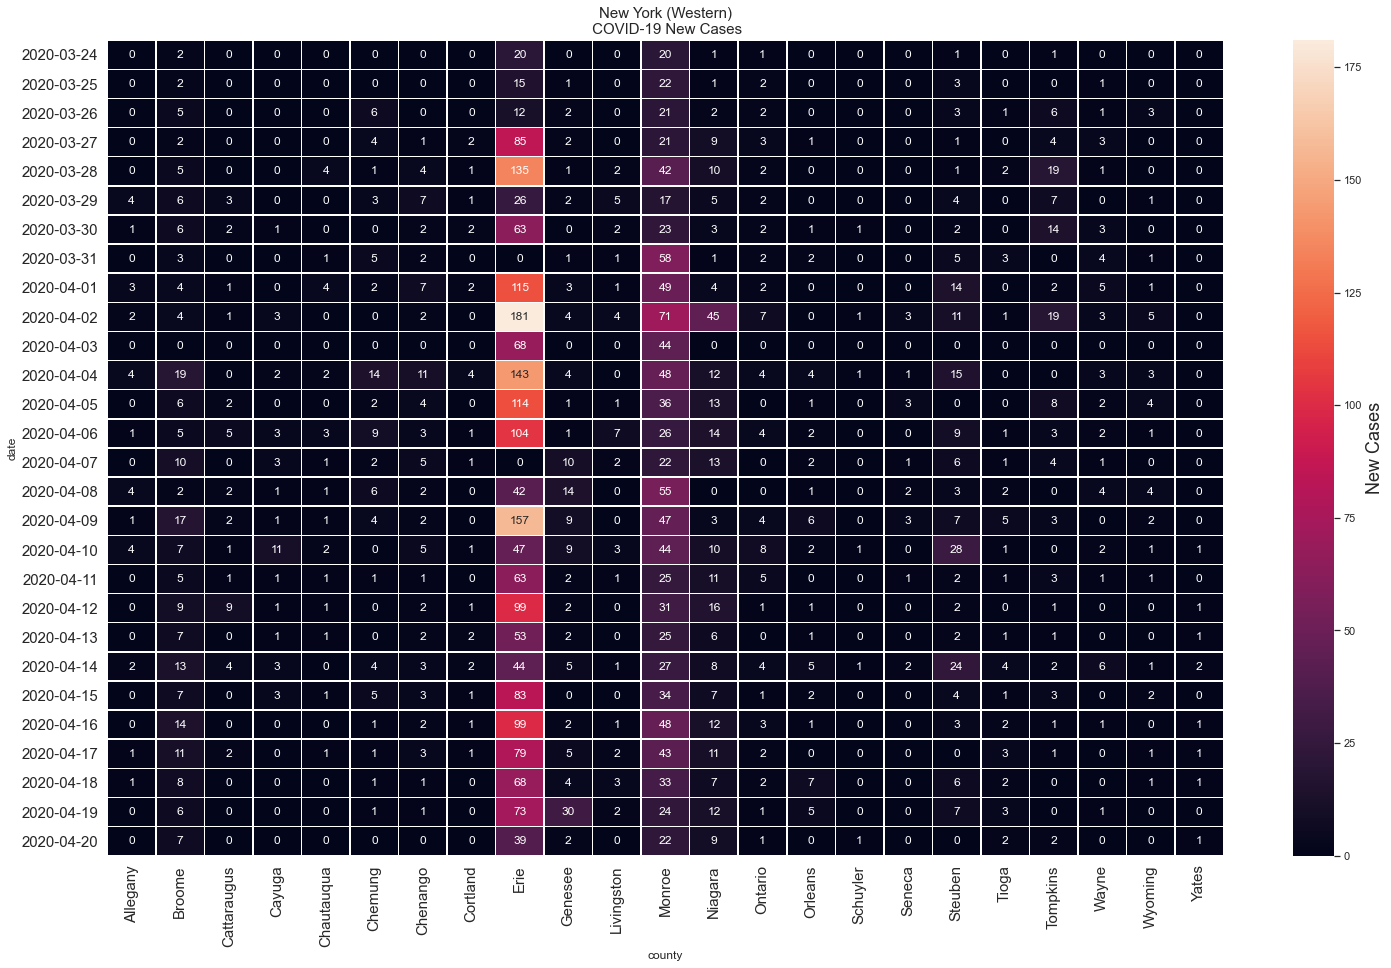 New York (Western)
COVID-19 New Cases
2020-03-24 0 2 0 0 0 0 0 0 20 0 0 20 1 1 0 0 0 1 0 1 0 0 0
2020-03-25 0 2 0 0 0 0 0 0 15 1 0 22 1 2 0 0 0 3 0 0 1 0 0
2020-03-26 0 5 0 0 0 6 0 0 12 2 0 21 2 2 0 0 0 3 1 6 1 3 0
2020-03-27 0 2 0 0 0 4 1 2 85 2 0 21 9 3 1 0 0 1 0 4 3 0 0
2020-03-28 0 5 0 0 4 1 4 1 135 1 2 42 10 2 0 0 0 1 2 19 1 0 0
2020-03-29 4 6 3 0 0 3 7 1 26 2 5 17 5 2 0 0 0 4 0 7 0 1 0
2020-03-30 1 6 2 1 0 0 2 2 63 0 2 23 3 2 1 1 0 2 0 14 3 0 0
2020-03-31 0 3 0 0 1 5 2 0 0 1 1 58 1 2 2 0 0 5 3 0 4 1 0
2020-04-01 3 4 1 0 4 2 7 2 115 3 1 49 4 2 0 0 0 14 0 2 5 1 0
2020-04-02 2 4 1 3 0 0 2 0 181 4 4 71 45 7 0 1 3 11 1 19 3 5 0
2020-04-03 0 0 0 0 0 0 0 0 68 0 0 44 0 0 0 0 0 0 0 0 0 0 0
2020-04-04 4 19 0 2 2 14 11 4 143 4 0 48 12 4 4 1 1 15 0 0 3 3 0
2020-04-05 0 6 2 0 0 2 4 0 114 1 1 36 13 0 1 0 3 0 0 8 2 4 0
2020-04-06 1 5 5 3 3 9 3 1 104 1 7 26 14 4 2 0 0 9 1 3 2 1 0
2020-04-07 0 10 0 3 1 2 5 1 0 10 2 22 13 0 2 0 1 6 1 4 1 0 0
2020-04-08 4 2 2 1 1 6 2 0 42 14 0 55 0 0 1 0 2 3 2 0 4 4 0
2020-04-09 1 17 2 1 1 4 2 0 157 9 0 47 3 4 6 0 3 7 5 3 0 2 0
2020-04-10 4 7 1 11 2 0 5 1 47 9 3 44 10 8 2 1 0 28 1 0 2 1 1
2020-04-11 0 5 1 1 1 1 1 0 63 2 1 25 11 5 0 0 1 2 1 3 1 1 0
2020-04-12 0 9 9 1 1 0 2 1 99 2 0 31 16 1 1 0 0 2 0 1 0 0 1
2020-04-13 0 7 0 1 1 0 2 2 53 2 0 25 6 0 1 0 0 2 1 1 0 0 1
2020-04-14 2 13 4 3 0 4 3 2 44 5 1 27 8 4 5 1 2 24 4 2 6 1 2
2020-04-15 0 7 0 3 1 5 3 1 83 0 0 34 7 1 2 0 0 4 1 3 0 2 0
2020-04-16 0 14 0 0 0 1 2 1 99 2 1 48 12 3 1 0 0 3 2 1 1 0 1
2020-04-17 1 11 2 0 1 1 3 1 79 5 2 43 11 2 0 0 0 0 3 1 0 1 1
2020-04-18 1 8 0 0 0 1 1 0 68 4 3 33 7 2 7 0 0 6 2 0 0 1 1
2020-04-19 0 6 0 0 0 1 1 0 73 30 2 24 12 1 5 0 0 7 3 0 1 0 0
2020-04-20 0 7 0 0 0 0 0 0 39 2 0 22 9 1 0 1 0 0 2 2 0 0 1
Allegany Broome Cattaraugus Cayuga Chautauqua Chemung Chenango Cortland Erie Genesee Livingston Monroe Niagara Ontario Orleans Schuyler Seneca Steuben Tioga Tompkins Wayne Wyoming Yates
date
county
175
150
125
100
75
50
25
0
New Cases